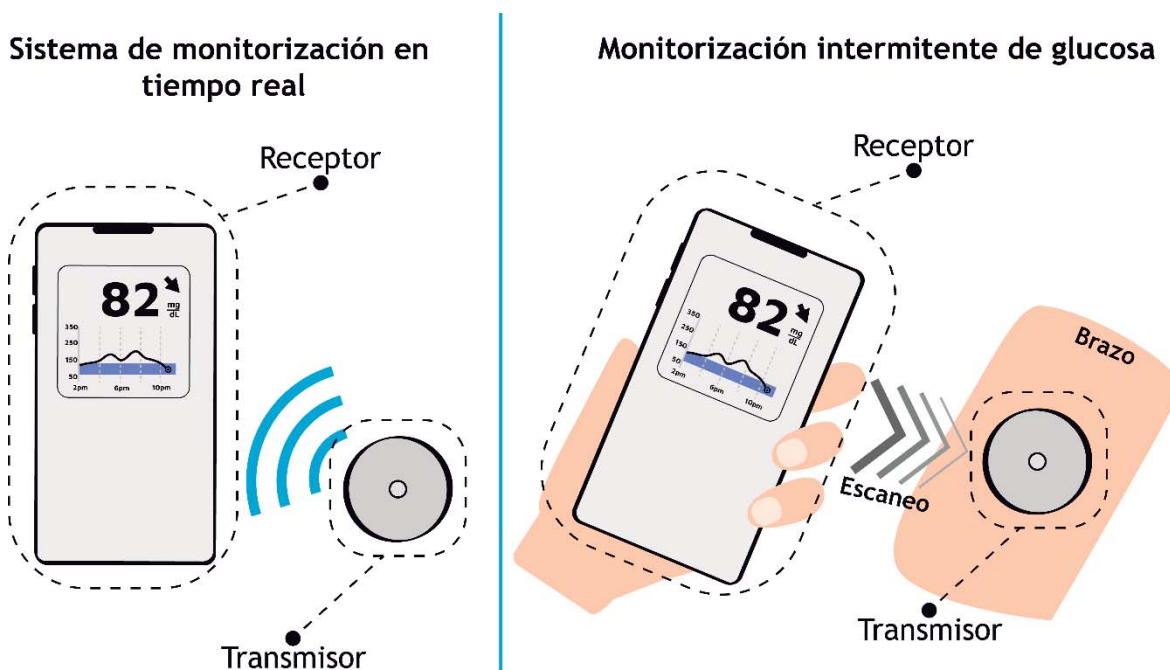 Sistema de monitorización en
tiempo real
Receptor
82
mg
dL
350
250
150
50
2pm 6pm 10pm
Transmisor
Monitorización intermitente de glucosa
Receptor
82
mg
dL
350
250
150
50
2pm 6pm 10pm
Brazo
Escaneo
Transmisor